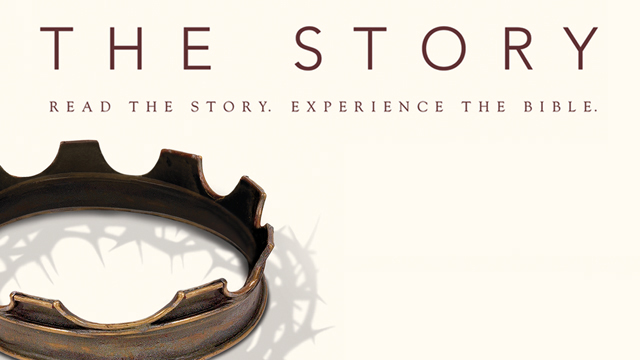 THE STORY
READ THE STORY. EXPERIENCE THE BIBLE.